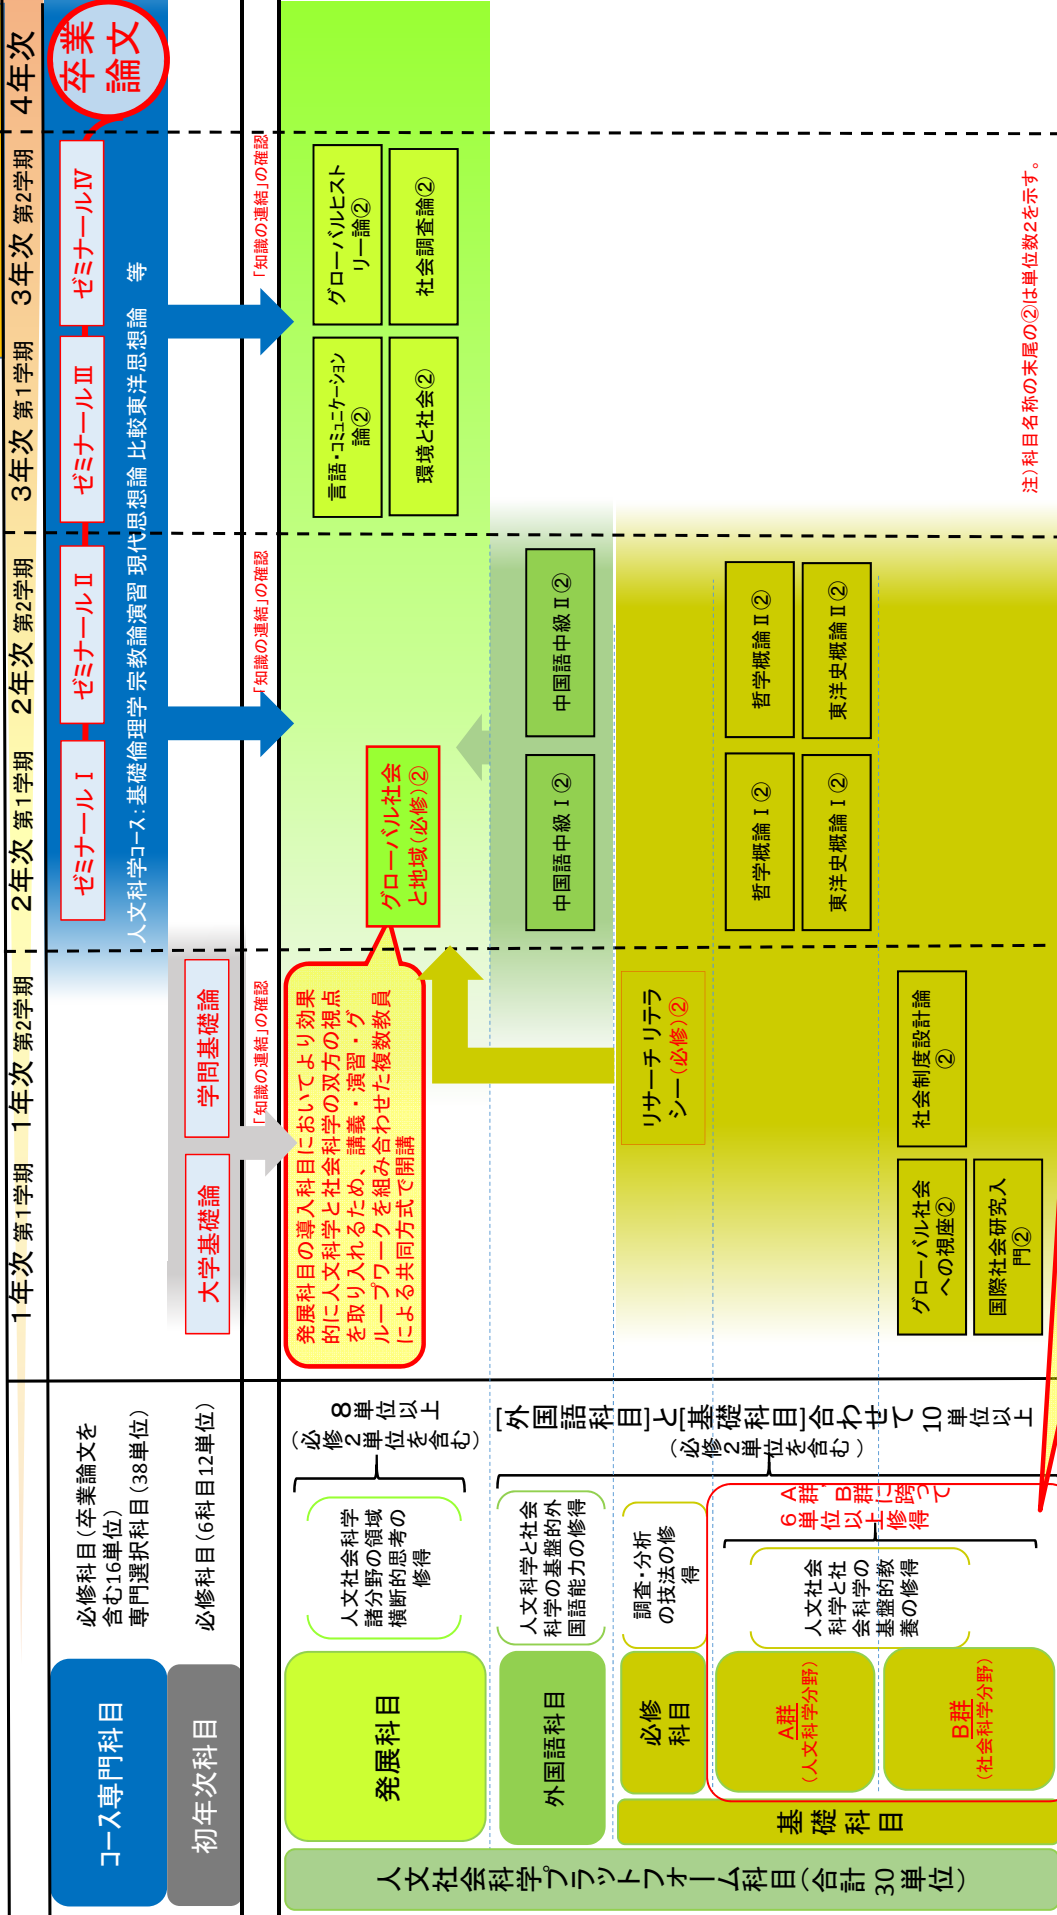 1年次 第1学期
1年次 第2学期
2年次 第1学期
2年次 第2学期
3年次 第1学期
3年次 第2学期
4年次
コース専門科目
必修科目(卒業論文を
含む16単位)
専門選択科目(38単位)
ゼミナールⅠ
ゼミナールⅡ
ゼミナールⅢ
ゼミナールⅣ
卒業
論文
人文科学コース:基礎倫理学 宗教論演習 現代思想論 比較東洋思想論 等
初年次科目
必修科目(6科目12単位)
大学基礎論
学問基礎論
「知識の連結」の確認
「知識の連結」の確認
「知識の連結」の確認
人文社会科学プラットフォーム科目(合計30単位)
発展科目
人文社会科学
諸分野の領域
横断的思考の
修得
8単位以上
(必修2単位を含む)
発展科目の導入科目においてより効果
的に人文科学と社会科学の双方の視点
を取り入れるため、講義・演習・グ
ループワークを組み合わせた複数教員
による共同方式で開講
グローバル社会
と地域(必修)②
言語・コミュニケーション
論②
グローバルヒスト
リー論②
環境と社会②
社会調査論②
外国語科目
人文科学と社会
科学の基盤的外
国語能力の修得
[外国語科目]と[基礎科目]合わせて10単位以上
(必修2単位を含む)
中国語中級Ⅰ②
中国語中級Ⅱ②
基礎科目
必修
科目
調査・分析
の技法の修
得
リサーチリテラ
シー(必修)②
A群
(人文科学分野)
B群
(社会科学分野)
人文社会
科学と社
会科学の
基盤的教
養の修得
A群、B群に跨って
6単位以上修得
哲学概論Ⅰ②
哲学概論Ⅱ②
東洋史概論Ⅰ②
東洋史概論Ⅱ②
グローバル社会
への視座②
社会制度設計論
②
国際社会研究入
門②
注)科目名称の末尾の②は単位数2を示す。